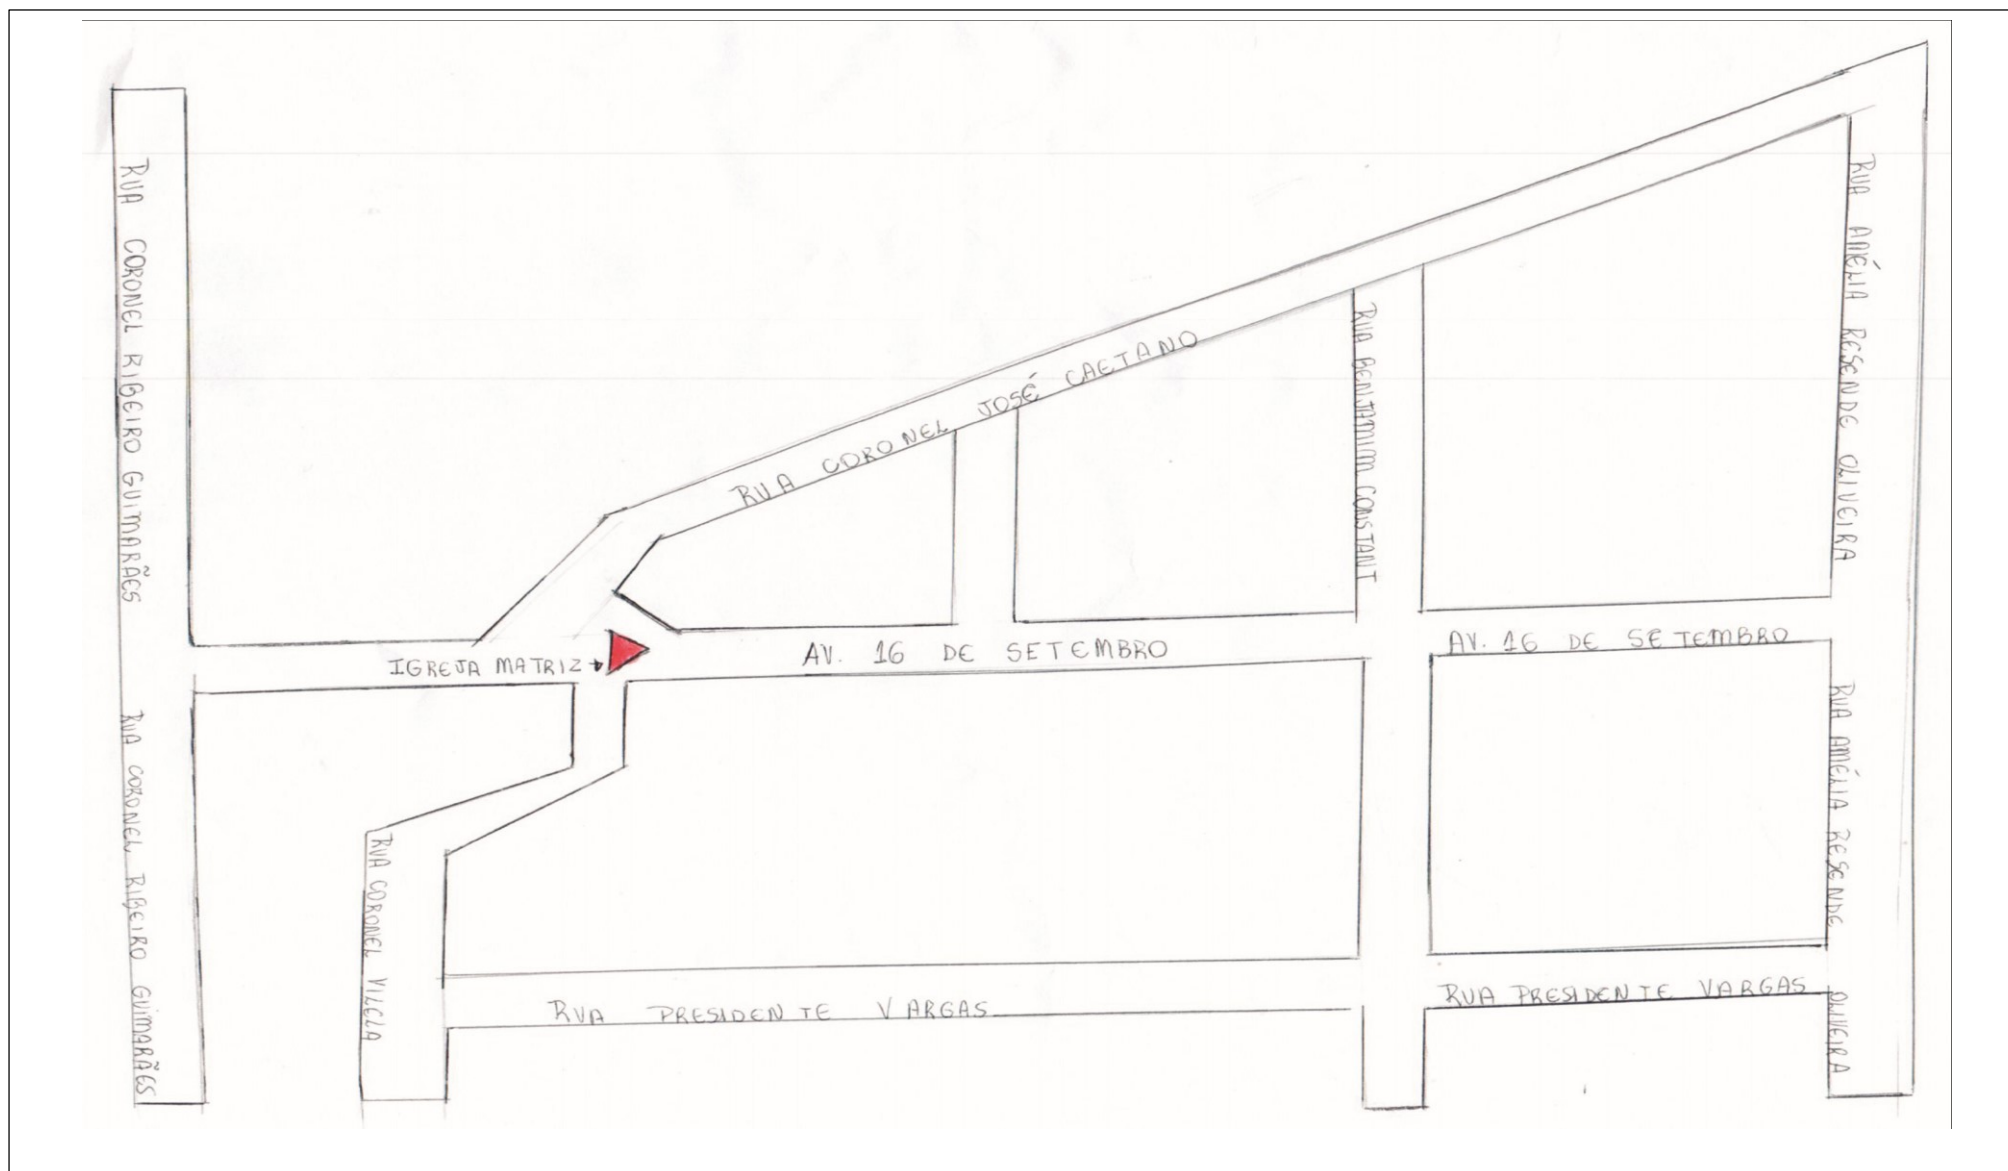 RUA CORONEL RIBEIRO GUIMARÃES
RUA AMÉLIA RESENDE OLIVEIRA
RUA CORONEL JOSÉ CAETANO
RUA BENIJAMIM CONSTANT
IGREJA MATRIZ
AV. 16 DE SETEMBRO
AV. 16 DE SETEMBRO
RUA CORONEL RIBEIRO GUIMARÃES
RUA AMÉLIA RESENDE OLIVEIRA
RUA CORONEL VILELA
RUA PRESIDENTE VARGAS
RUA PRESIDENTE VARGAS